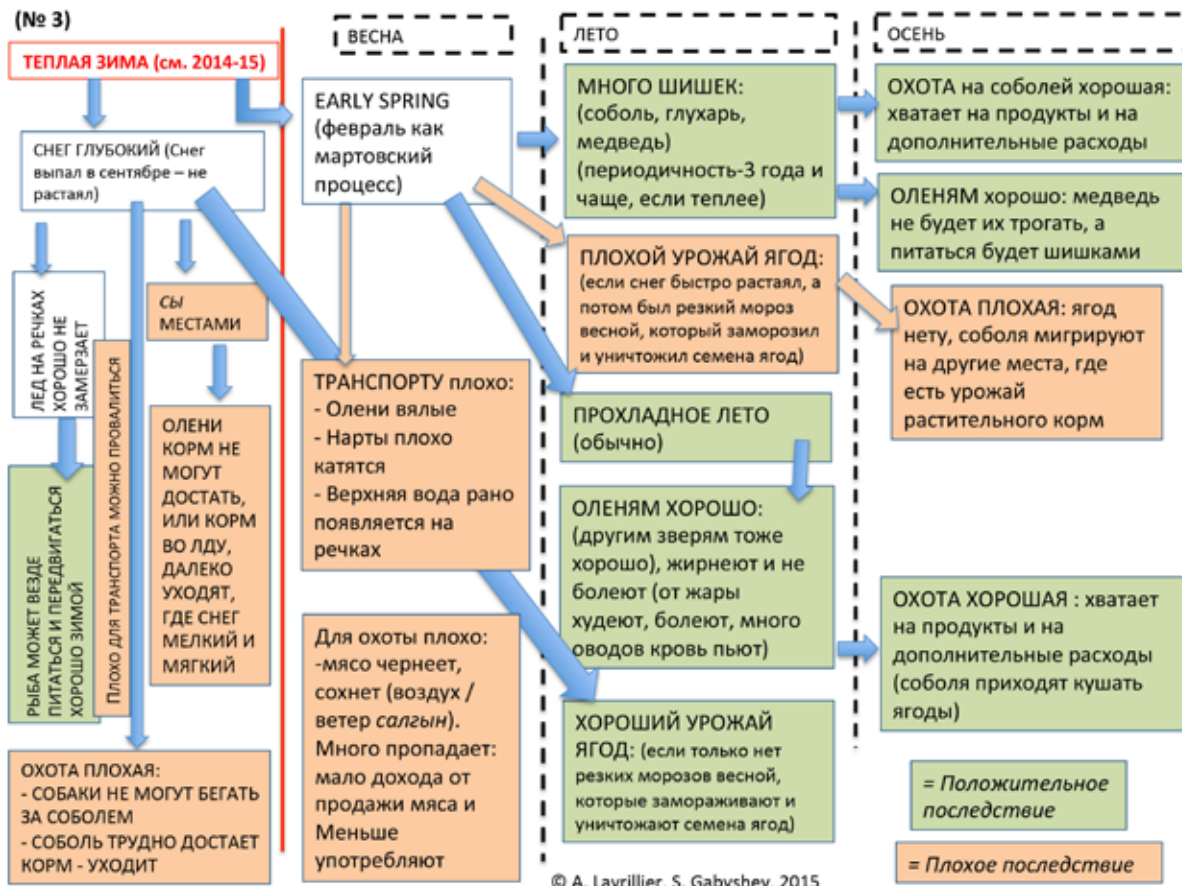 (№ 3)
ТЕПЛАЯ ЗИМА (см. 2014-15)
СНЕГ ГЛУБОКИЙ (Снег
выпал в сентябре – не
растаял)
ЛЕД НА РЕЧКАХ
ХОРОШО НЕ
ЗАМЕРЗАЕТ
РЫБА МОЖЕТ ВЕЗДЕ
ПИТАТЬСЯ И ПЕРЕДВИГАТЬСЯ
ХОРОШО ЗИМОЙ
ПЛОХО ДЛЯ ТРАНСПОРТА МОЖНО ПРОВАЛИТЬСЯ
СЫ
МЕСТАМИ
ОЛЕНИ
КОРМ НЕ
МОГУТ
ДОСТАТЬ,
ИЛИ КОРМ
ВО ЛДУ,
ДАЛЕКО
УХОДЯТ,
ГДЕ СНЕГ
МЕЛКИЙ И
МЯГКИЙ
ОХОТА ПЛОХАЯ:
- СОБАКИ НЕ МОГУТ БЕГАТЬ
ЗА СОБОЛЕМ
- СОБОЛЬ ТРУДНО ДОСТАЕТ
КОРМ - УХОДИТ
ВЕСНА
EARLY SPRING
(февраль как
мартовский
процесс)
ТРАНСПОРТУ плохо:
- Олени вялые
- Нарты плохо
катятся
- Верхняя вода рано
появляется на
речках
Для охоты плохо:
-мясо чернеет,
сохнет (воздух /
ветер салгын).
Много пропадает:
мало дохода от
продажи мяса и
Меньше
употребляют
ЛЕТО
МНОГО ШИШЕК:
(соболь, глухарь,
медведь)
(периодичность-3 года и
чаще, если теплее)
ПЛОХОЙ УРОЖАЙ ЯГОД:
(если снег быстро растаял, а
потом был резкий мороз
весной, который заморозил
и уничтожил семена ягод)
ПРОХЛАДНОЕ ЛЕТО
(обычно)
ОЛЕНЯМ ХОРОШО:
(другим зверям тоже
хорошо), жирнеют и не
болеют (от жары
худеют, болеют, много
оводов кровь пьют)
ХОРОШИЙ УРОЖАЙ
ЯГОД: (если только нет
резких морозов весной,
которые замораживают и
уничтожают семена ягод)
© A. Lavrillier, S. Gabyshev, 2015
ОСЕНЬ
ОХОТА на соболей хорошая:
хватает на продукты и на
дополнительные расходы
ОЛЕНЯМ хорошо: медведь
не будет их трогать, а
питаться будет шишками
ОХОТА ПЛОХАЯ: ягод
нету, соболя мигрируют
на другие места, где
есть урожай
растительного корм
ОХОТА ХОРОШАЯ : хватает
на продукты и на
дополнительные расходы
(соболя приходят кушать
ягоды)
= Положительное
последствие
= Плохое последствие